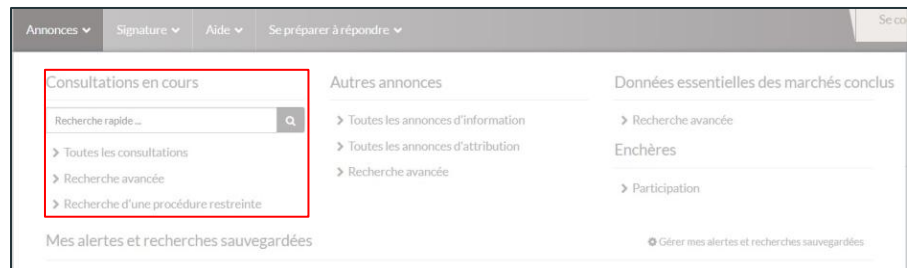 Annonces Signature Aide Se préparer à répondre
Se co
Consultations en cours
Recherche rapide ...
Toutes les consultations
Recherche avancée
Recherche d'une procédure restreinte
Autres annonces
Toutes les annonces d'information
Toutes les annonces d'attribution
Recherche avancée
Données essentielles des marchés conclus
Recherche avancée
Enchères
Participation
Mes alertes et recherches sauvegardées
Gérer mes alertes et recherches sauvegardées